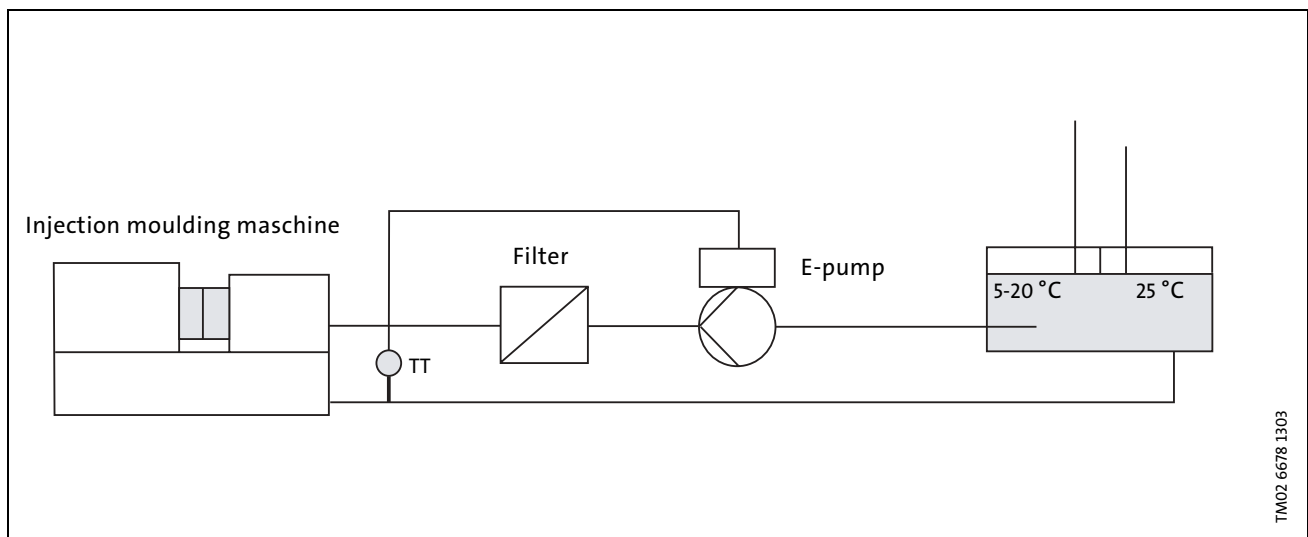 Injection moulding maschine
Filter
E-pump
5-20 °C
25 °C
TT
TM02 6678 1303